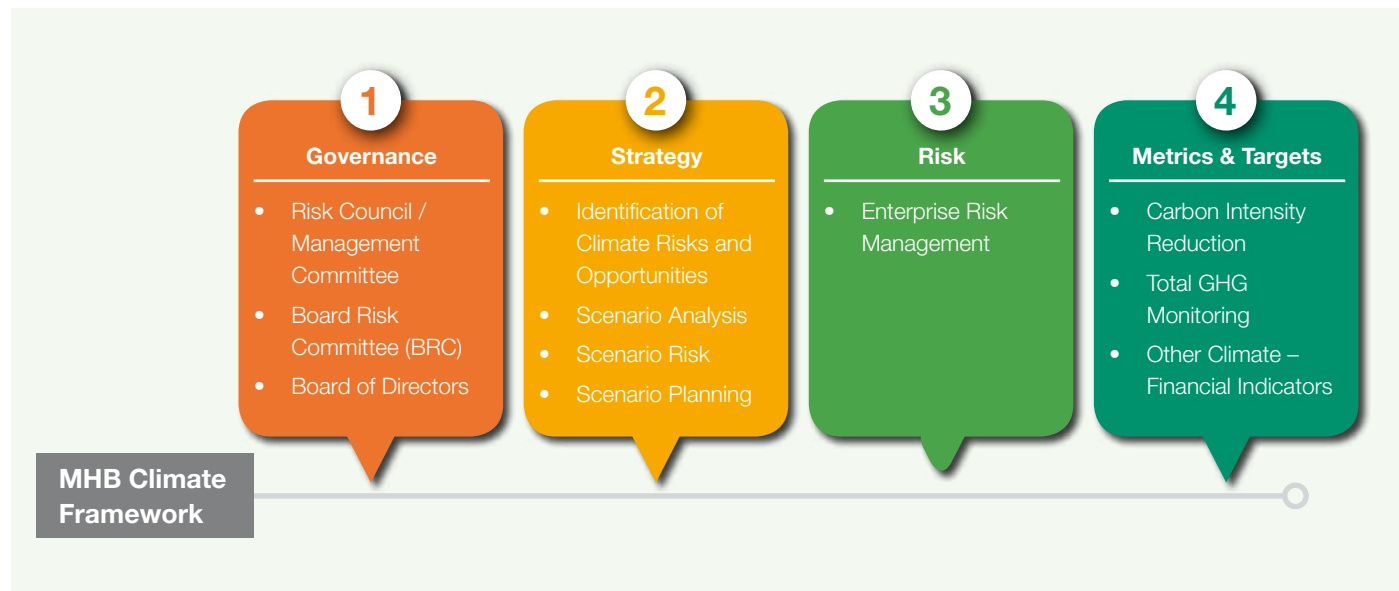 1
Governance
• Risk Council /
Management
Committee
• Board Risk
Committee (BRC)
• Board of Directors
2
Strategy
• Identification of
Climate Risks and
Opportunities
• Scenario Analysis
• Scenario Risk
• Scenario Planning
3
Risk
• Enterprise Risk
Management
4
Metrics & Targets
• Carbon Intensity
Reduction
• Total GHG
Monitoring
• Other Climate –
Financial Indicators
MHB Climate
Framework